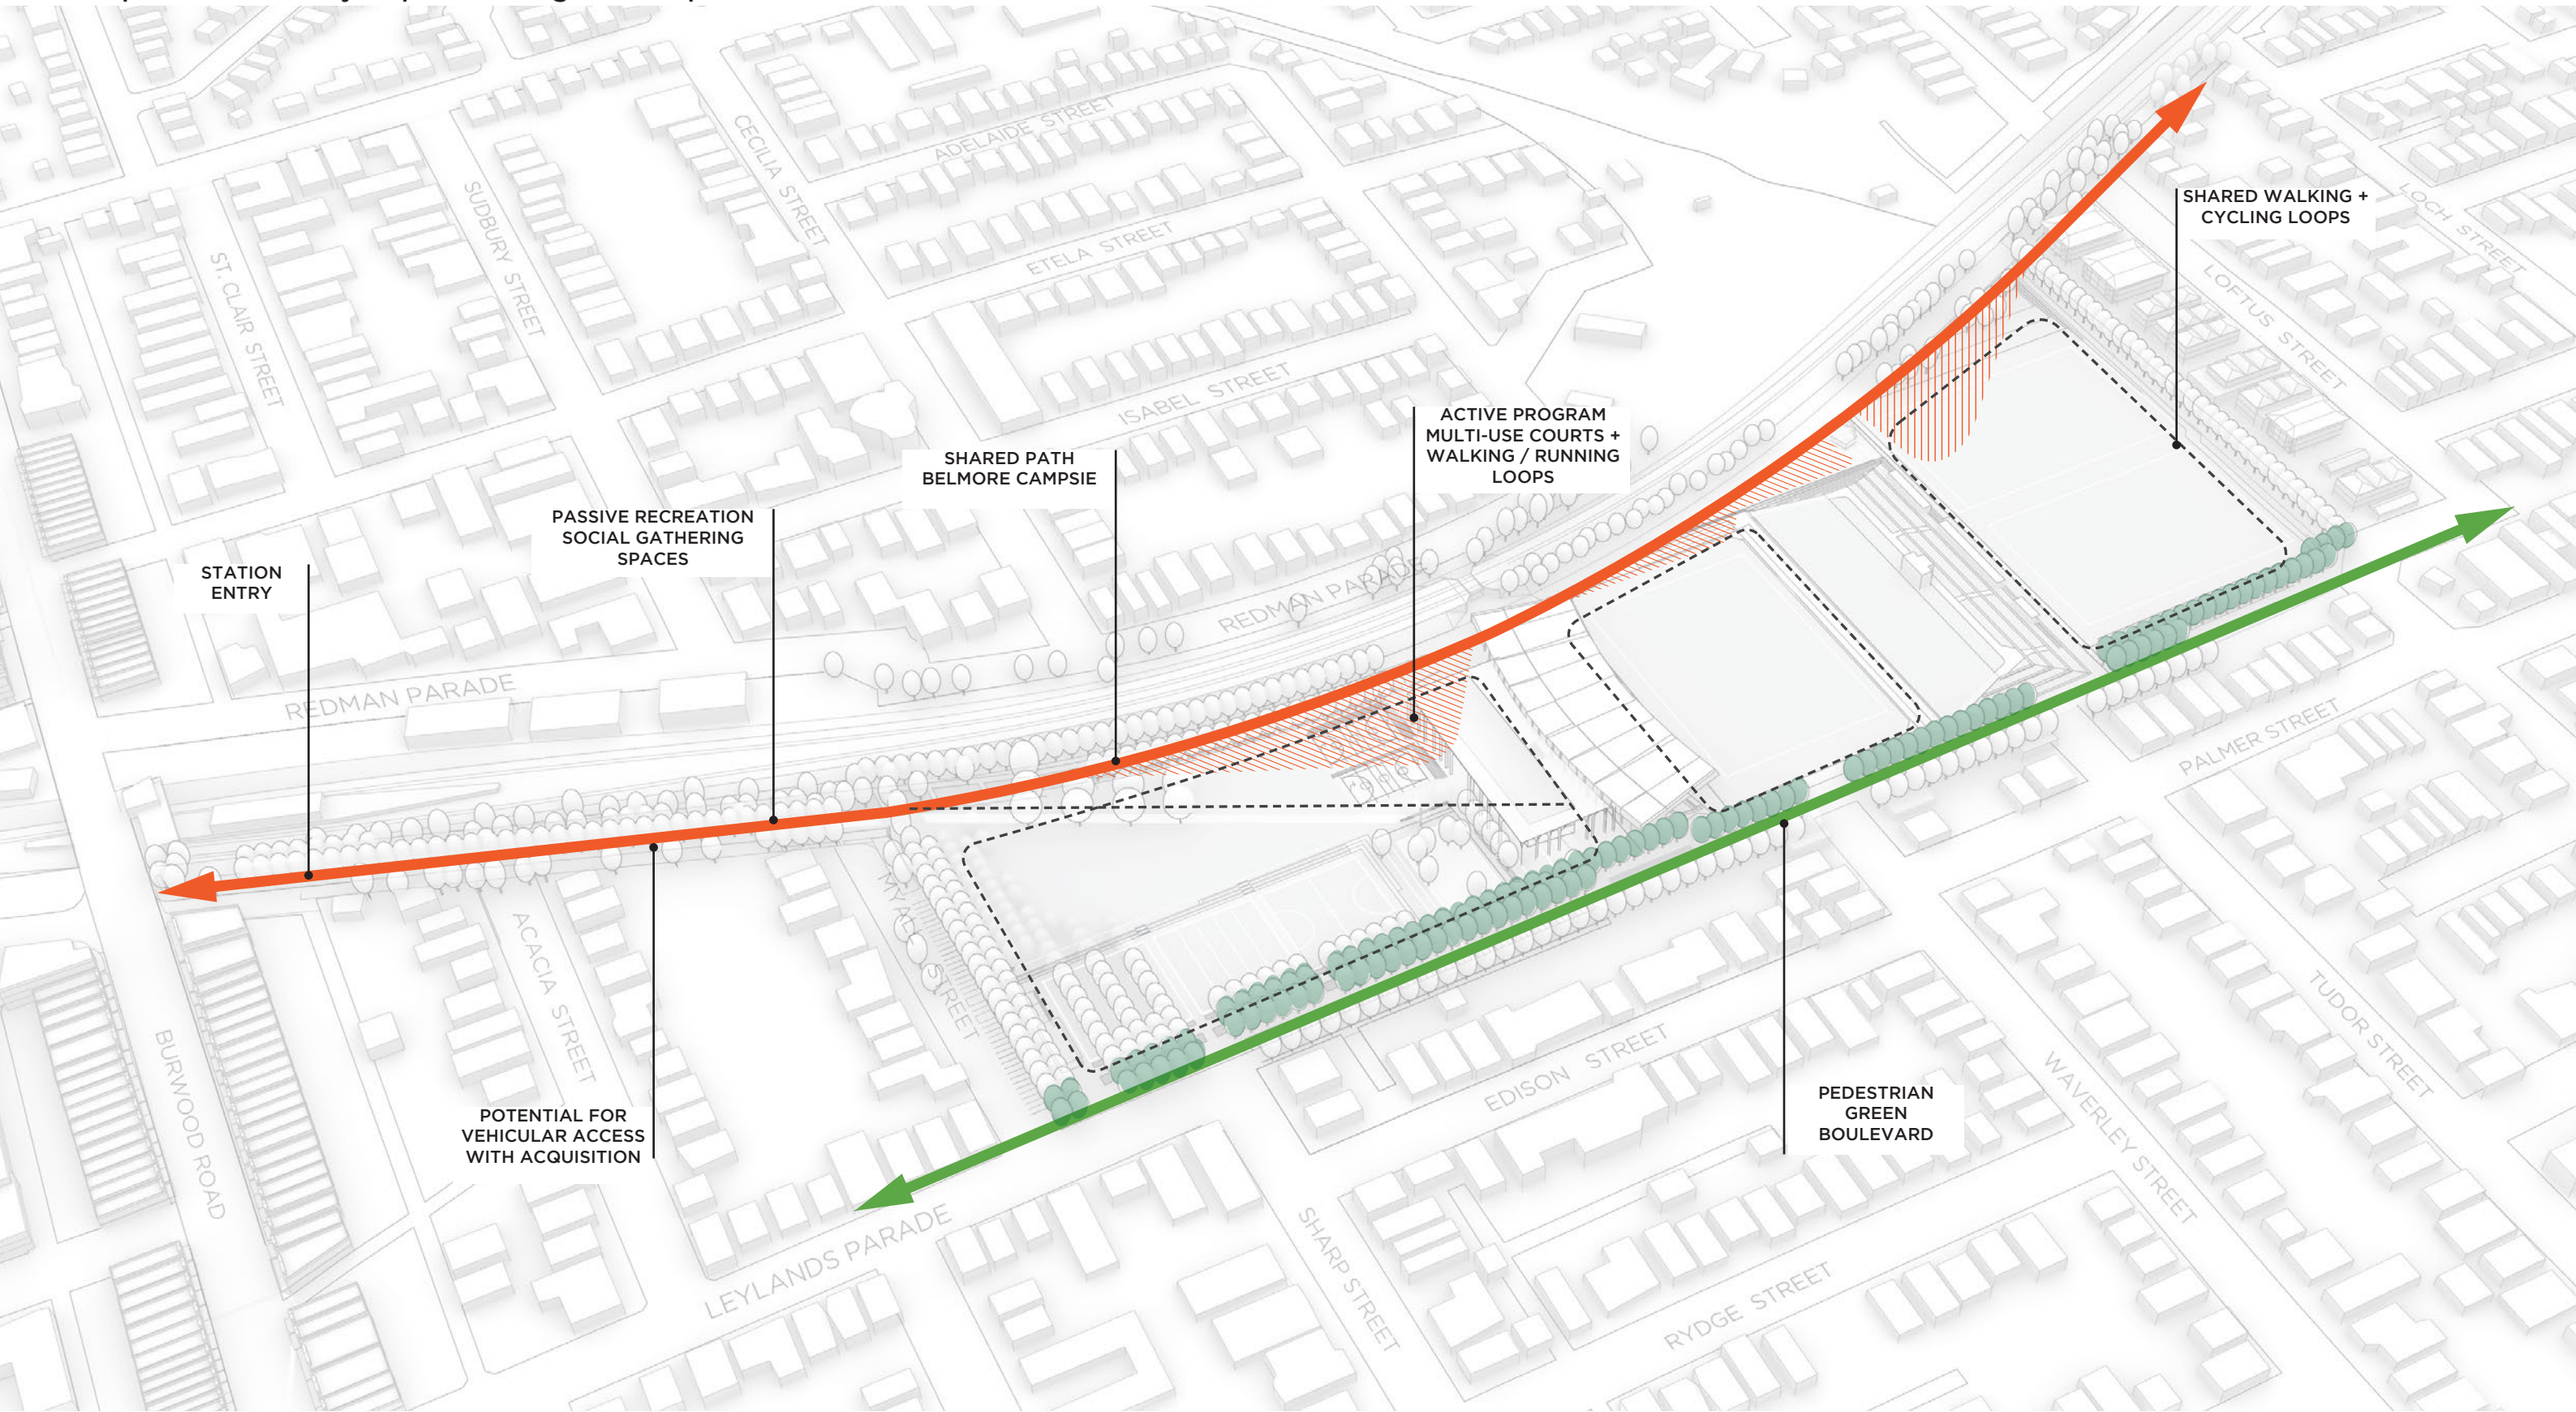 ADELAIDE STREET
CECILIA STREET
SHARED WALKING +
CYCLING LOOPS
LOCH STREET
SUDBURY STREET
ETELA STREET
ST. CLAIR STREET
LOFTUS STREET
ISABEL STREET
ACTIVE PROGRAM
MULTI-USE COURTS +
WALKING / RUNNING
LOOPS
SHARED PATH
BELMORE CAMPSIE
PASSIVE RECREATION
SOCIAL GATHERING
SPACES
STATION
ENTRY
REDMAN PARADE
REDMAN PARADE
PALMER STREET
STREET
ACACIA STREET
TUDOR STREET
BURWOOD ROAD
EDISON STREET
WAVERLEY STREET
PEDESTRIAN
GREEN
BOULEVARD
POTENTIAL FOR
VEHICULAR ACCESS
WITH ACQUISITION
LEYLANDS PARADE
SHARP STREET
RYDGE STREET